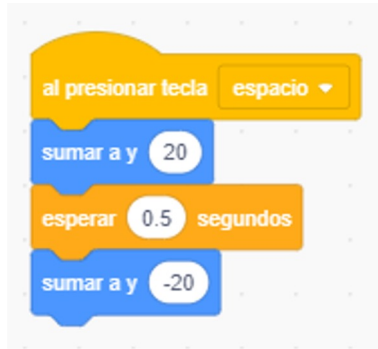 al presionar tecla espacio
sumar a y 20
esperar 0.5 segundos
sumar a y -20